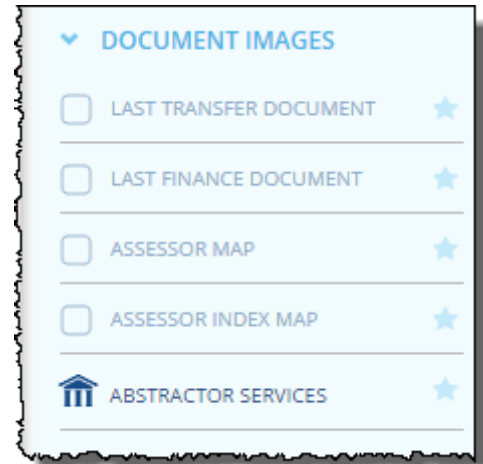 DOCUMENT IMAGES
LAST TRANSFER DOCUMENT
LAST FINANCE DOCUMENT
ASSESSOR MAP
ASSESSOR INDEX MAP
ABSTRACTOR SERVICES